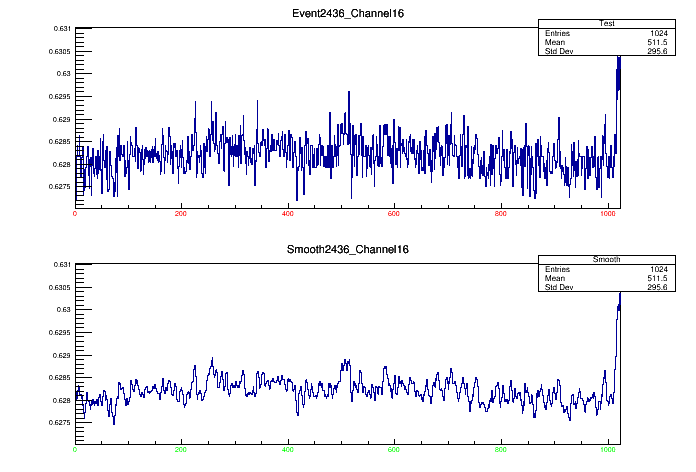 Event2436_Channel16
Test
Entries 1024
Mean 511.5
Std Dev 295.6
0.631
0.6305
0.63
0.6295
0.629
0.6285
0.628
0.6275
0 200 400 600 800 1000
Smooth2436_Channel16
Smooth
Entries 1024
Mean 511.5
Std Dev 295.6
0.631
0.6305
0.63
0.6295
0.629
0.6285
0.628
0.6275
0 200 400 600 800 1000